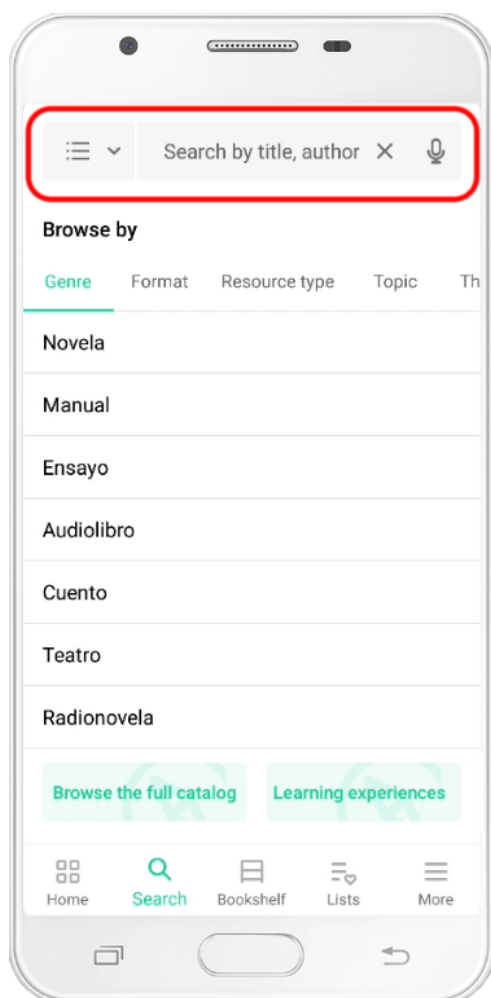 Search by title, author
Browse by
Genre Format Resource type Topic Th
Novela
Manual
Ensayo
Audiolibro
Cuento
Teatro
Radionovela
Browse the full catalog Learning experiences
Home Search Bookshelf Lists More